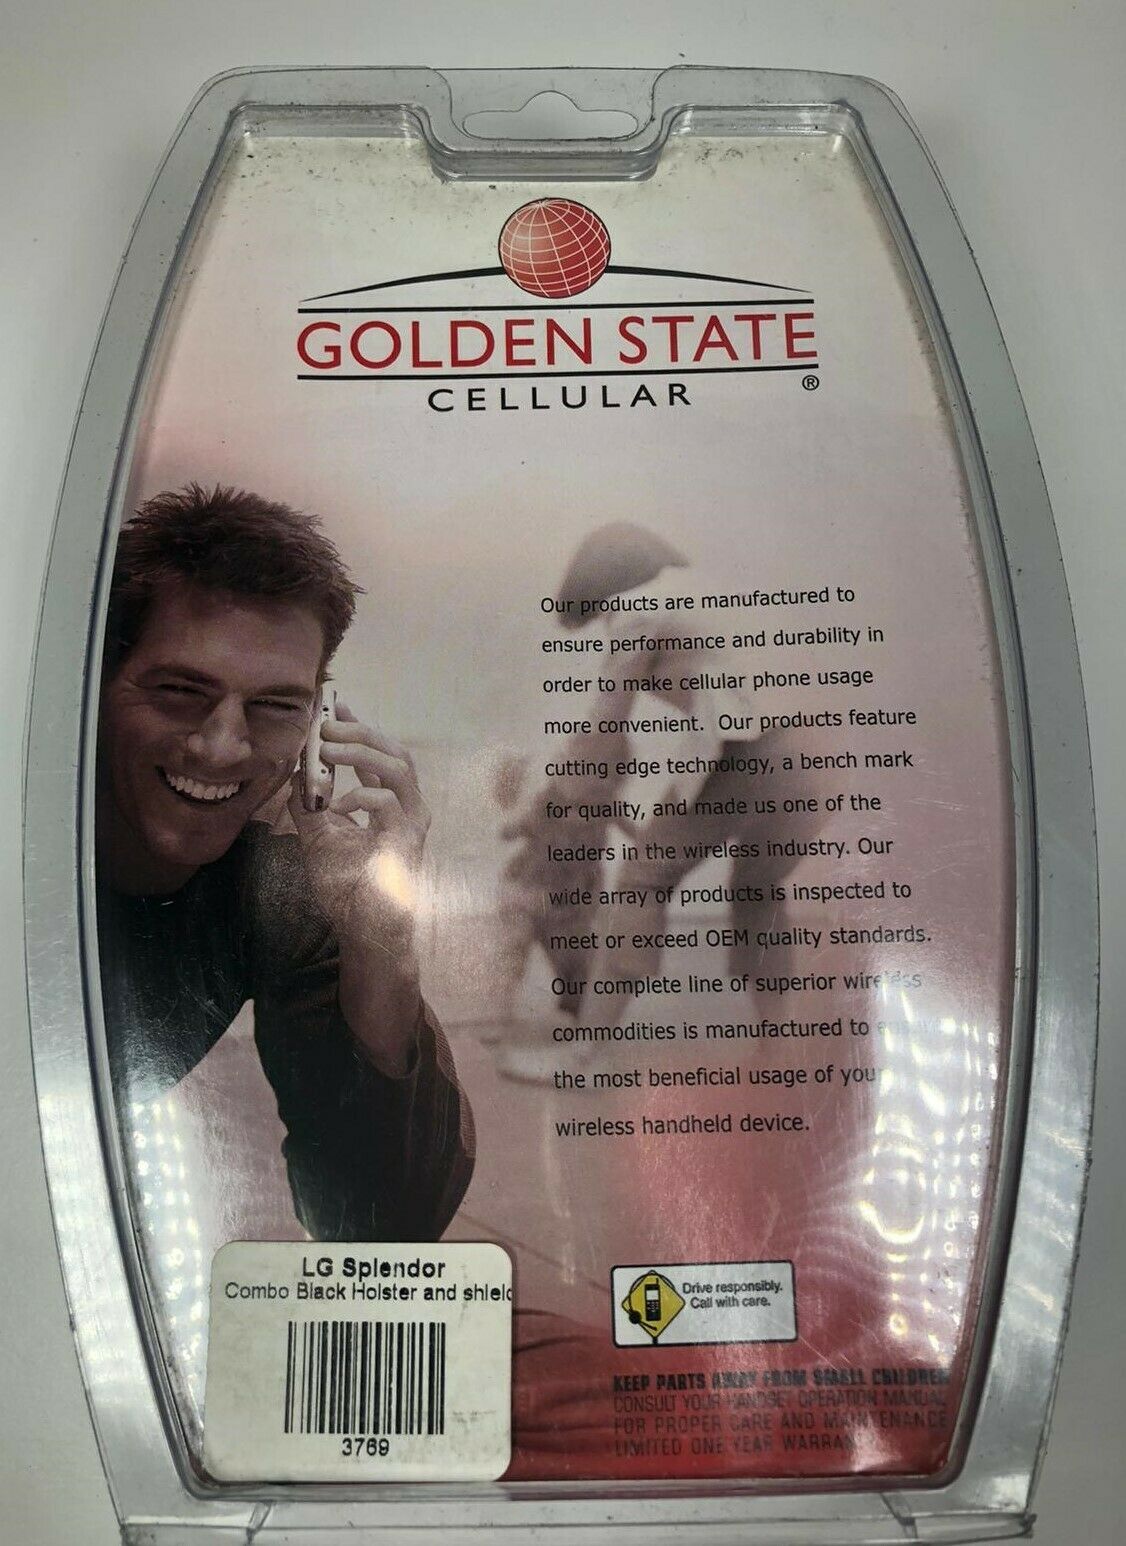 GOLDEN STATE
CELLULAR ®
Our products are manufactured to
ensure performance and durability in
order to make cellular phone usage
more convenient. Our products feature
cutting edge technology, a bench mark
for quality, and made us one of the
leaders in the wireless industry. Our
wide array of products is inspected to
meet or exceed OEM quality standards.
Our complete line of superior wireless
commodities is manufactured to
the most beneficial usage of your
wireless handheld device.
LG Splendor
Combo Black Holster and shield
3769
Drive responsibly.
Call with care.
KEEP PARTS AWAY FROM SMALL CHILDREN
CONSULT YOUR HANDSET OPERATION MANUAL
FOR PROPER CARE AND MAINTENANCE
LIMITED ONE YEAR WARRANTY